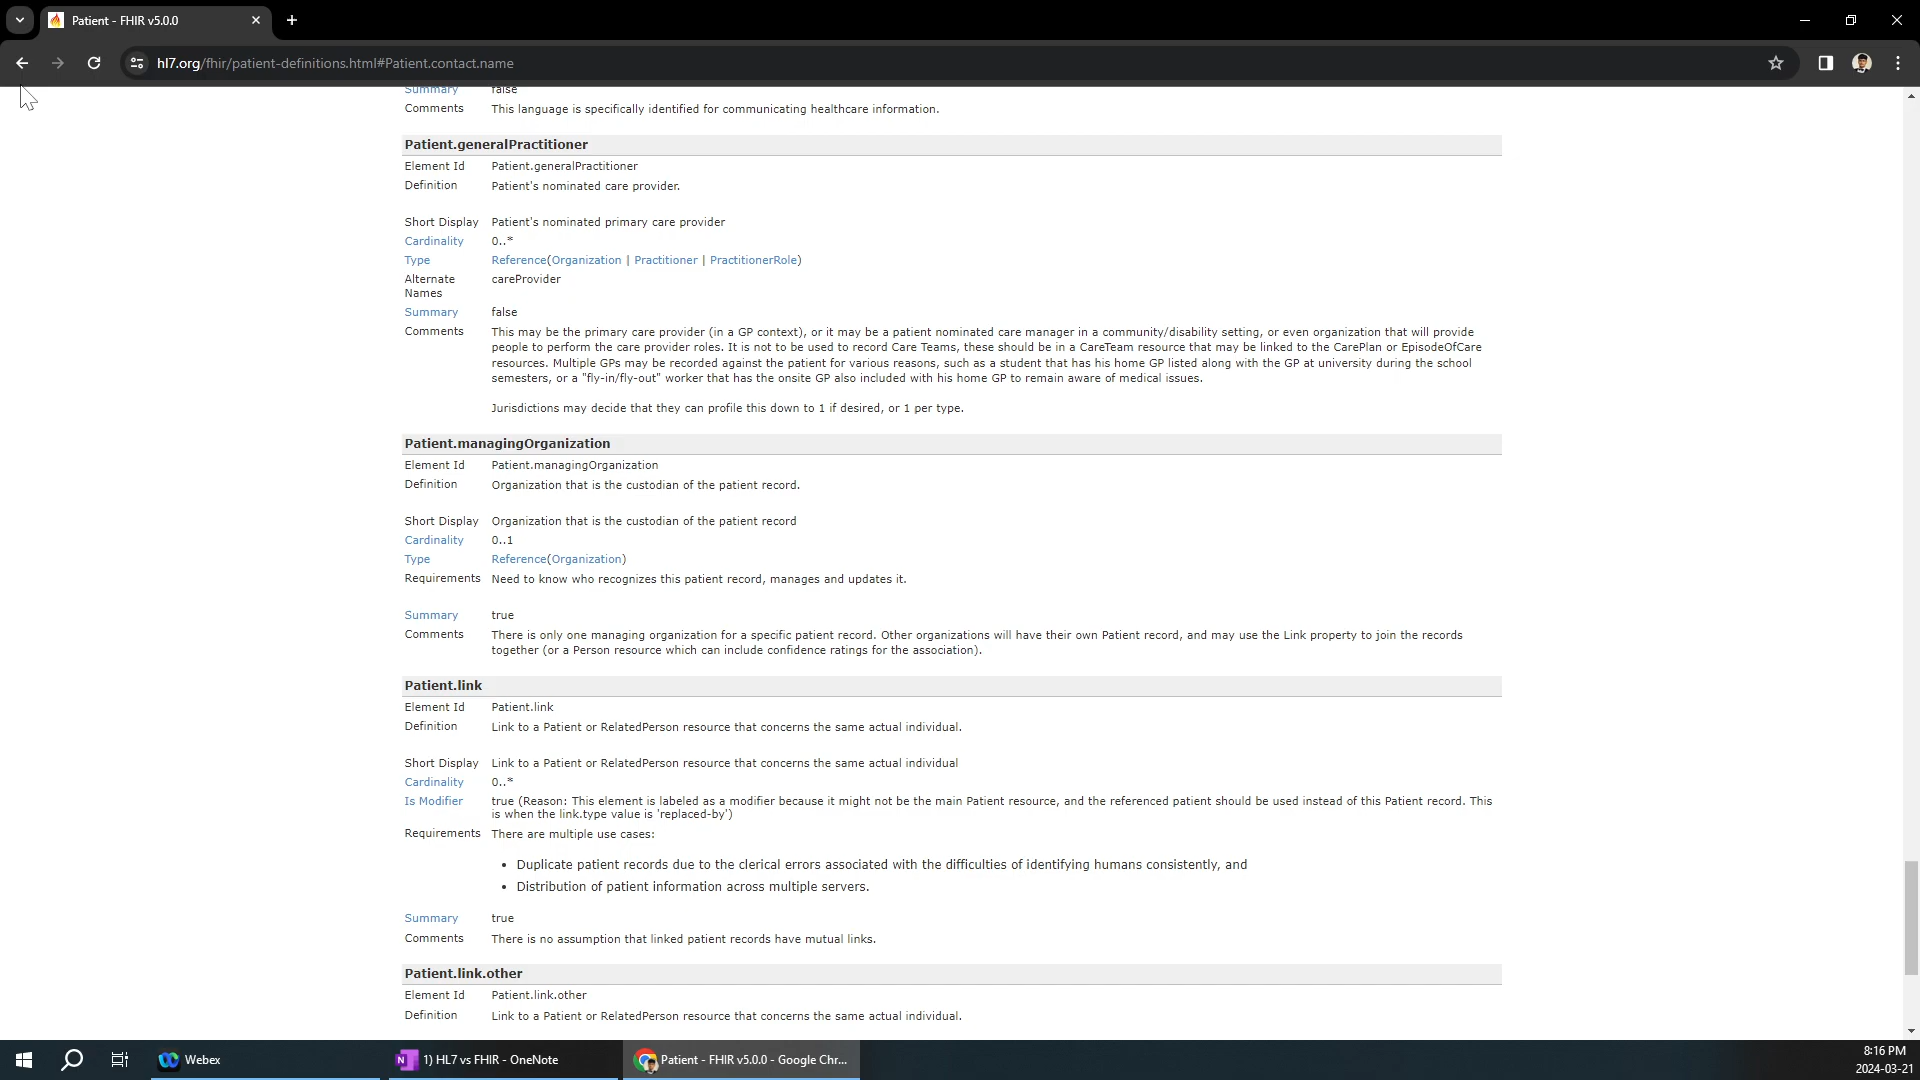 Patient - FHIR v5.0.0
hl7.org/fhir/patient-definitions.html#Patient.contact.name
Summary false
Comments This language is specifically identified for communicating healthcare information.
Patient.generalPractitioner
Element Id Patient.generalPractitioner
Definition Patient's nominated care provider.
Short Display Patient's nominated primary care provider
Cardinality 0..*
Type Reference(Organization | Practitioner | PractitionerRole)
Alternate Names careProvider
Summary false
Comments This may be the primary care provider (in a GP context), or it may be a patient nominated care manager in a community/disability setting, or even organization that will provide
people to perform the care provider roles. It is not to be used to record Care Teams, these should be in a CareTeam resource that may be linked to the CarePlan or EpisodeOfCare
resources. Multiple GPs may be recorded against the patient for various reasons, such as a student that has his home GP listed along with the GP at university during the school
semesters, or a "fly-in/fly-out" worker that has the onsite GP also included with his home GP to remain aware of medical issues.
Jurisdictions may decide that they can profile this down to 1 if desired, or 1 per type.
Patient.managingOrganization
Element Id Patient.managingOrganization
Definition Organization that is the custodian of the patient record.
Short Display Organization that is the custodian of the patient record
Cardinality 0..1
Type Reference(Organization)
Requirements Need to know who recognizes this patient record, manages and updates it.
Summary true
Comments There is only one managing organization for a specific patient record. Other organizations will have their own Patient record, and may use the Link property to join the records
together (or a Person resource which can include confidence ratings for the association).
Patient.link
Element Id Patient.link
Definition Link to a Patient or RelatedPerson resource that concerns the same actual individual.
Short Display Link to a Patient or RelatedPerson resource that concerns the same actual individual
Cardinality 0..*
Is Modifier true (Reason: This element is labeled as a modifier because it might not be the main Patient resource, and the referenced patient should be used instead of this Patient record. This
is when the link.type value is 'replaced-by')
Requirements There are multiple use cases:
• Duplicate patient records due to the clerical errors associated with the difficulties of identifying humans consistently, and
• Distribution of patient information across multiple servers.
Summary true
Comments There is no assumption that linked patient records have mutual links.
Patient.link.other
Element Id Patient.link.other
Definition Link to a Patient or RelatedPerson resource that concerns the same actual individual.
Webex
1) HL7 vs FHIR - OneNote
Patient - FHIR v5.0.0 - Google Chr...
8:16 PM
2024-03-21